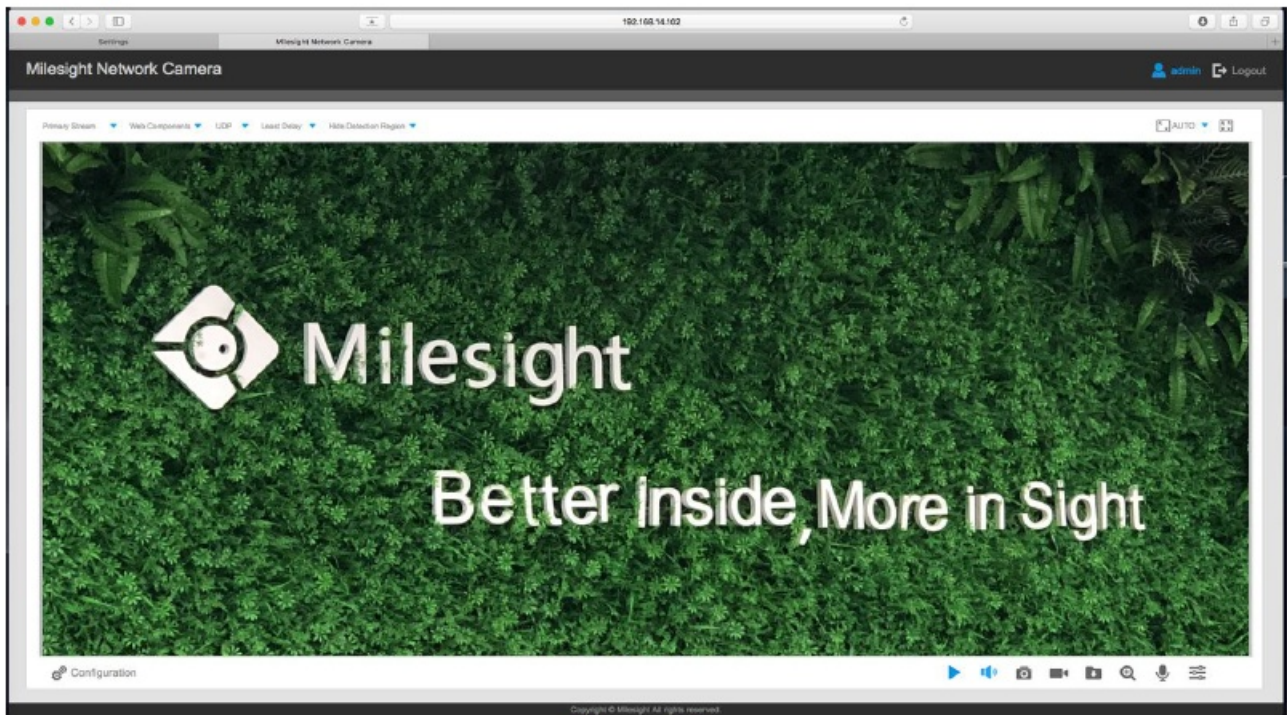 192.168.14.102
Settings
Milesight Network Camera
Milesight Network Camera
admin Logout
Primary Stream Web Components UDP Least Delay Hide Detection Region AUTO
Milesight
Better Inside, More in Sight
Configuration
Copyright © Milesight All rights reserved.